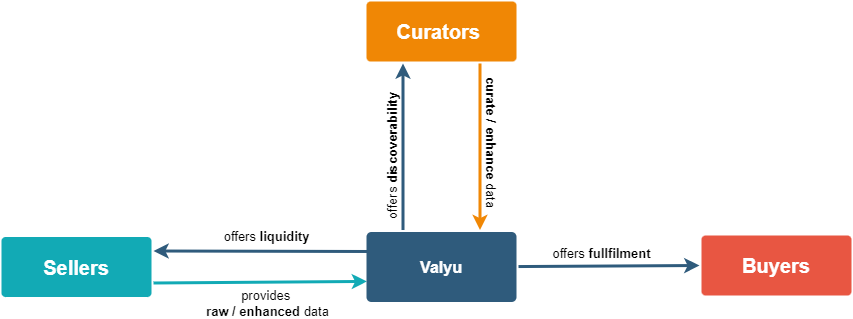 Curators
offers discoverability
curate / enhance data
offers liquidity
Sellers
Valyu
offers fullfilment
Buyers
provides
raw / enhanced data